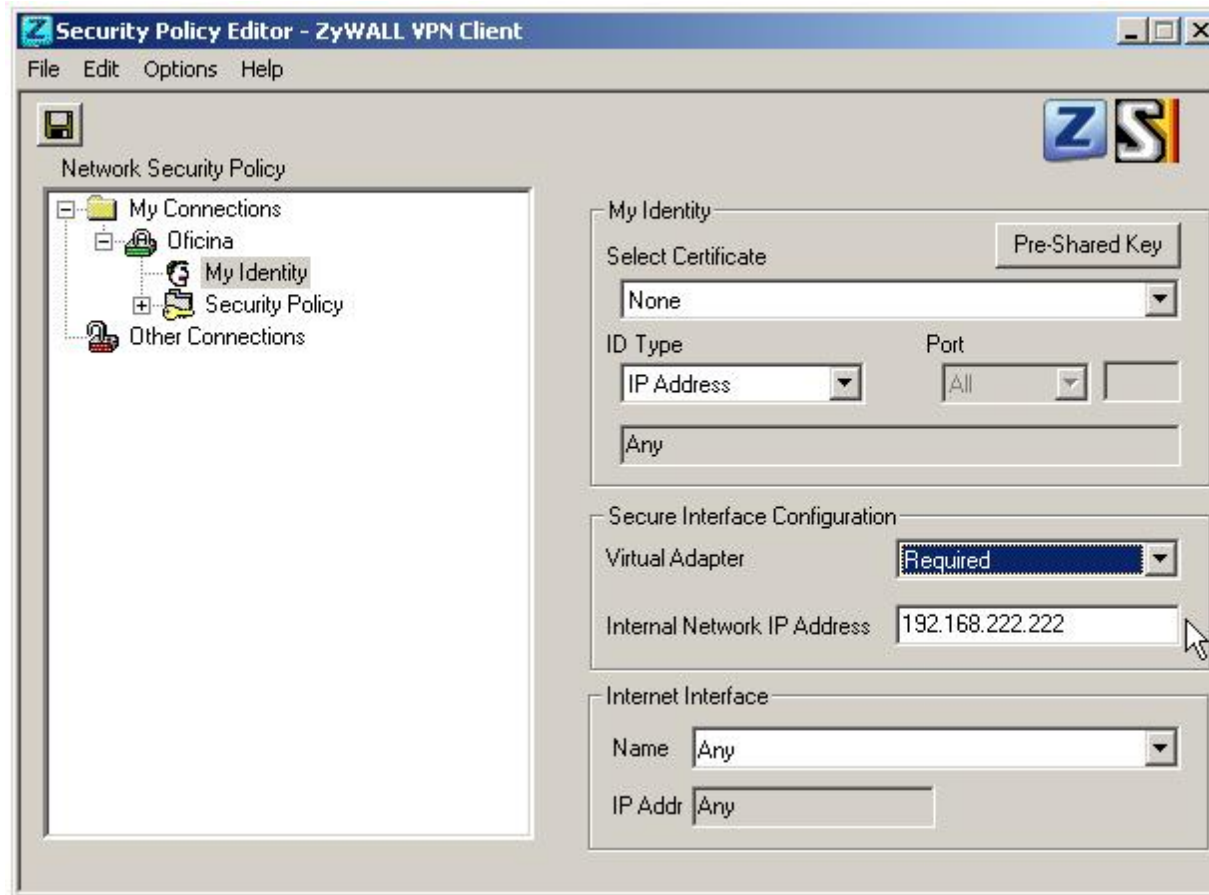 Security Policy Editor - ZyWALL VPN Client
File Edit Options Help
Network Security Policy
My Connections
Oficina
My Identity
Security Policy
Other Connections
My Identity
Select Certificate
Pre-Shared Key
None
ID Type
Port
IP Address
All
Any
Secure Interface Configuration
Virtual Adapter
Required
Internal Network IP Address
192.168.222.222
Internet Interface
Name
Any
IP Addr
Any